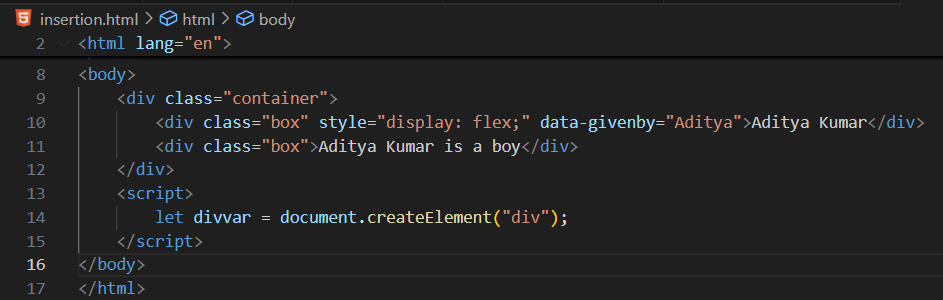 insertion.html > html > body
2 <html lang="en">
8 <body>
9 <div class="container">
10 <div class="box" style="display: flex;" data-givenby="Aditya">Aditya Kumar</div>
11 <div class="box">Aditya Kumar is a boy</div>
12 </div>
13 <script>
14 let divvar = document.createElement("div");
15 </script>
16 </body>
17 </html>